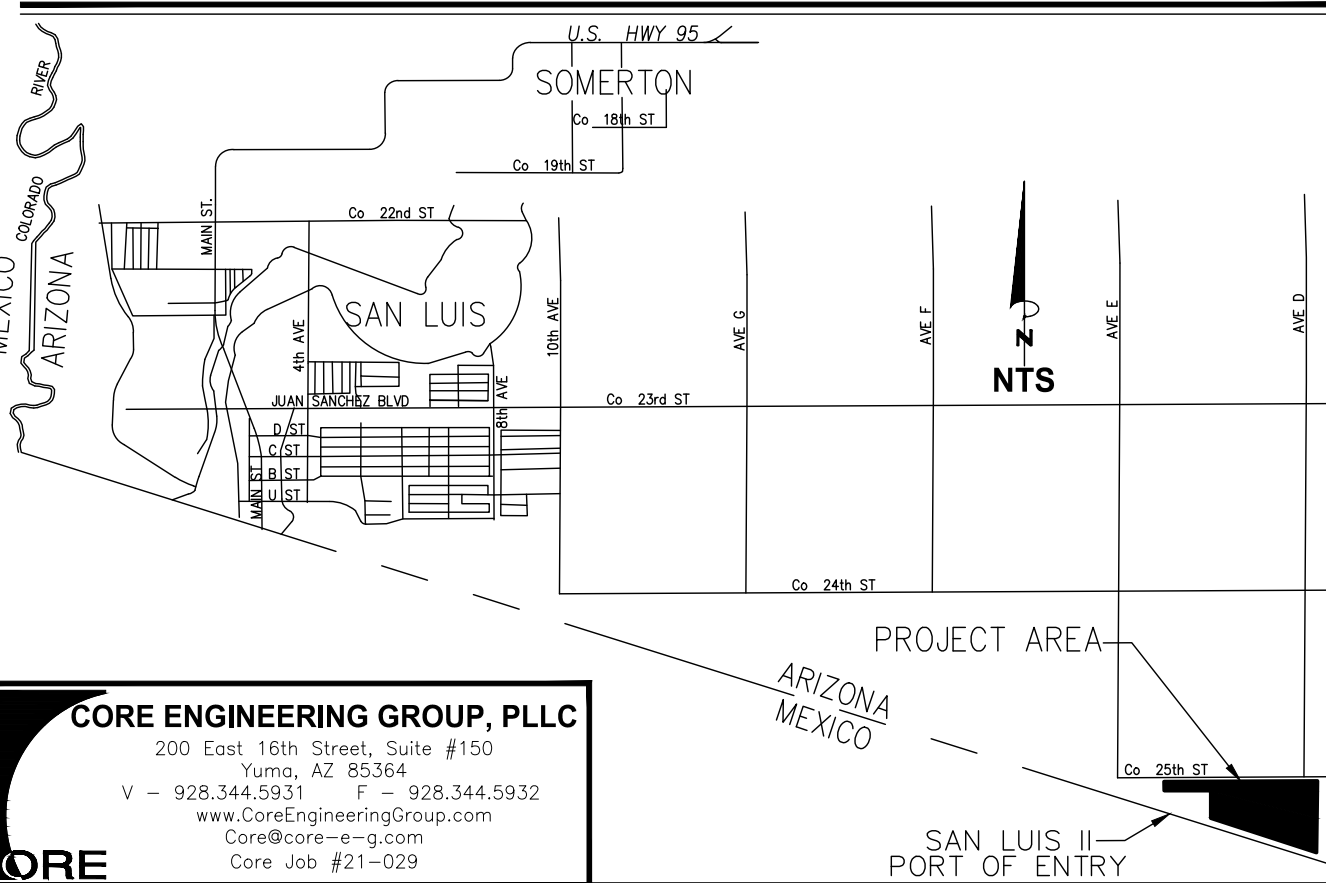 U.S. HWY 95
SOMERTON
Co 18th ST
Co 19th ST
RIVER
COLORADO
MEXICO
ARIZONA
MAIN ST.
Co 22nd ST
SAN LUIS
4th AVE
10th AVE
AVE G
AVE F
AVE E
AVE D
N
NTS
8th AVE
JUAN SANCHEZ BLVD
Co 23rd ST
D ST
C ST
B ST
U ST
MAIN ST
Co 24th ST
PROJECT AREA
ARIZONA
MEXICO
Co 25th ST
SAN LUIS II
PORT OF ENTRY
CORE ENGINEERING GROUP, PLLC
200 East 16th Street, Suite #150
Yuma, AZ 85364
V - 928.344.5931 F - 928.344.5932
www.CoreEngineeringGroup.com
Core@core-e-g.com
Core Job #21-029
CORE